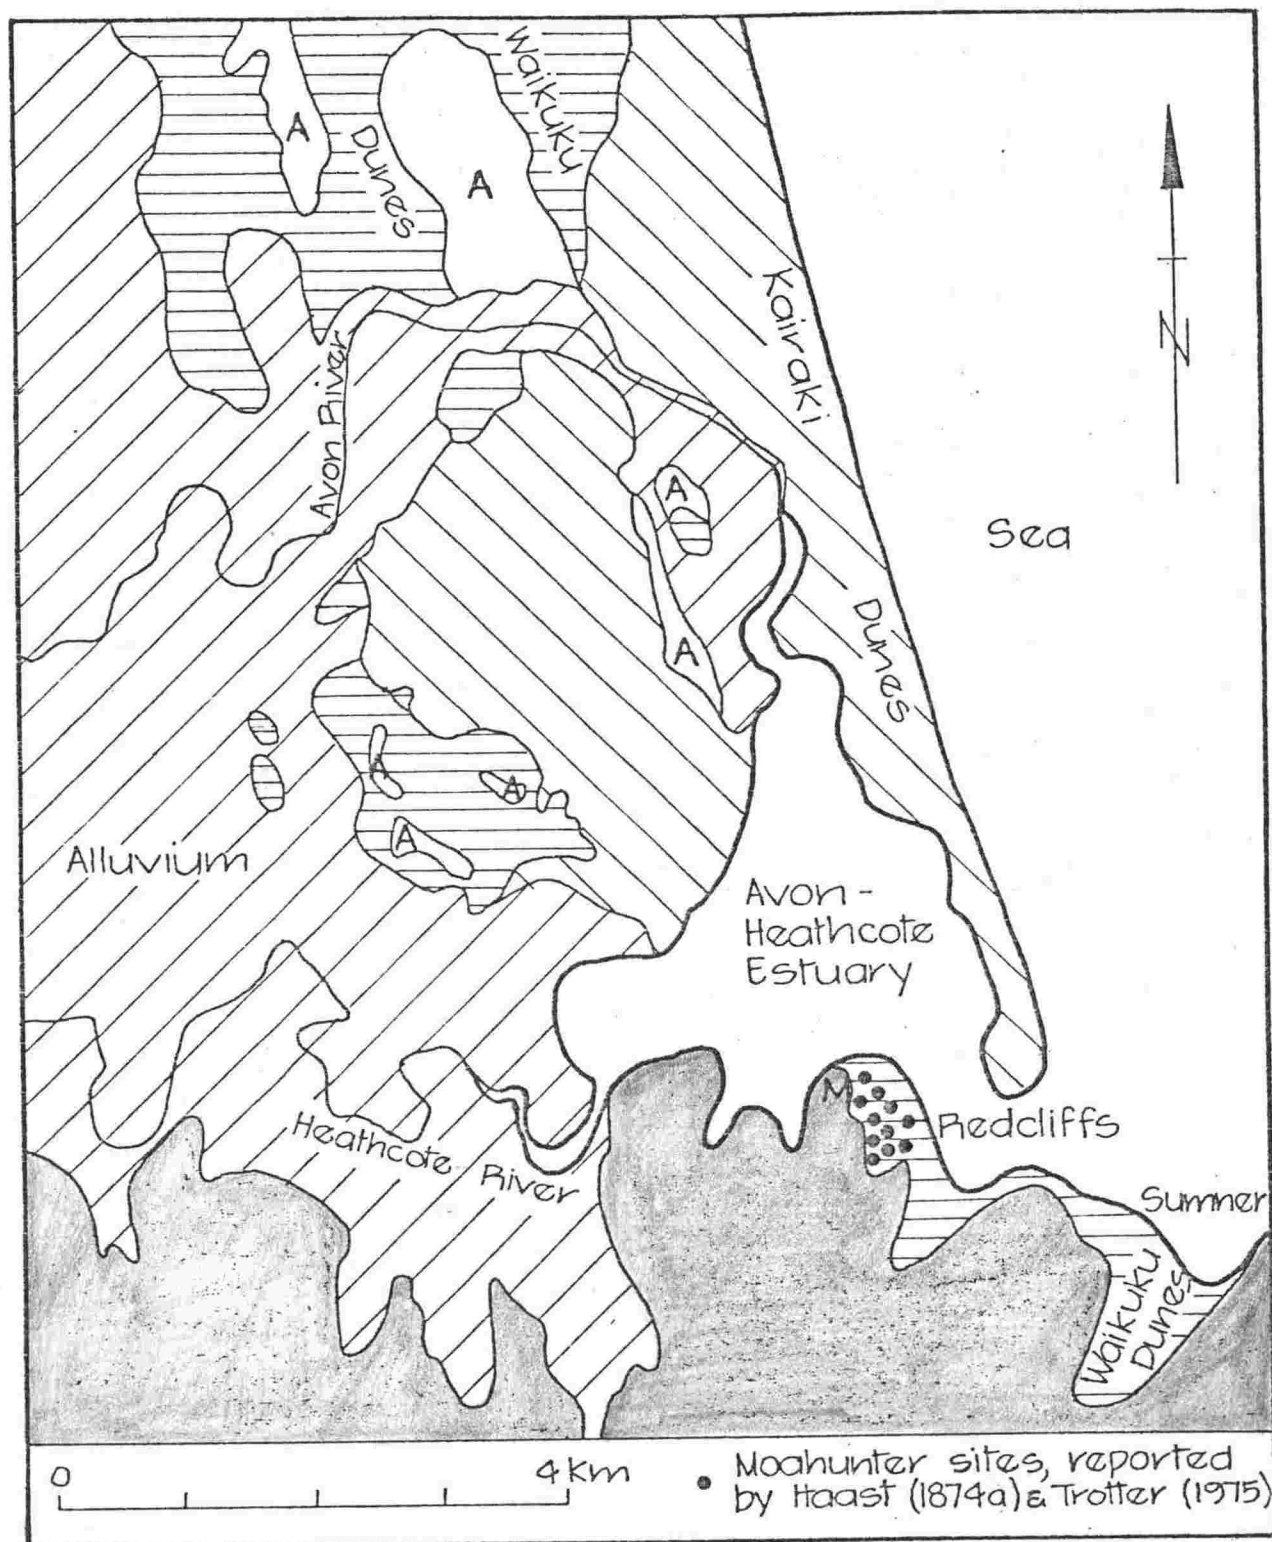 Waikuku
Dunes
A
A
Kairaki
Dunes
N
Avon River
A
A
Sea
A
A
A
Alluvium
Avon -
Heathcote
Estuary
M
Redcliffs
Heathcote River
Sumner
Waikuku
Dunes
0 4 Km
Moahunter sites, reported
by Haast (1874a) & Trotter (1975)